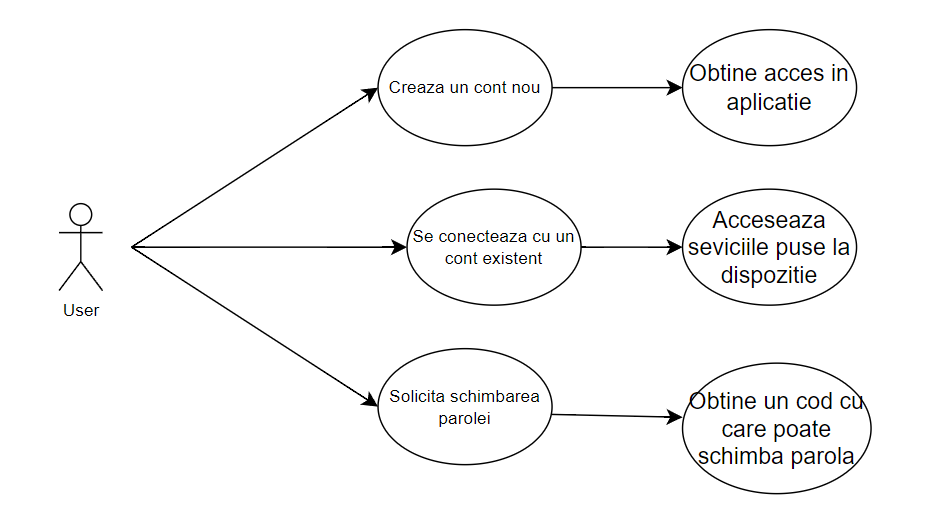 Creaza un cont nou
Obtine acces in
aplicatie
Se conecteaza cu un
cont existent
Acceseaza
seviciile puse la
dispozitie
User
Solicita schimbarea
parolei
Obtine un cod cu
care poate
schimba parola